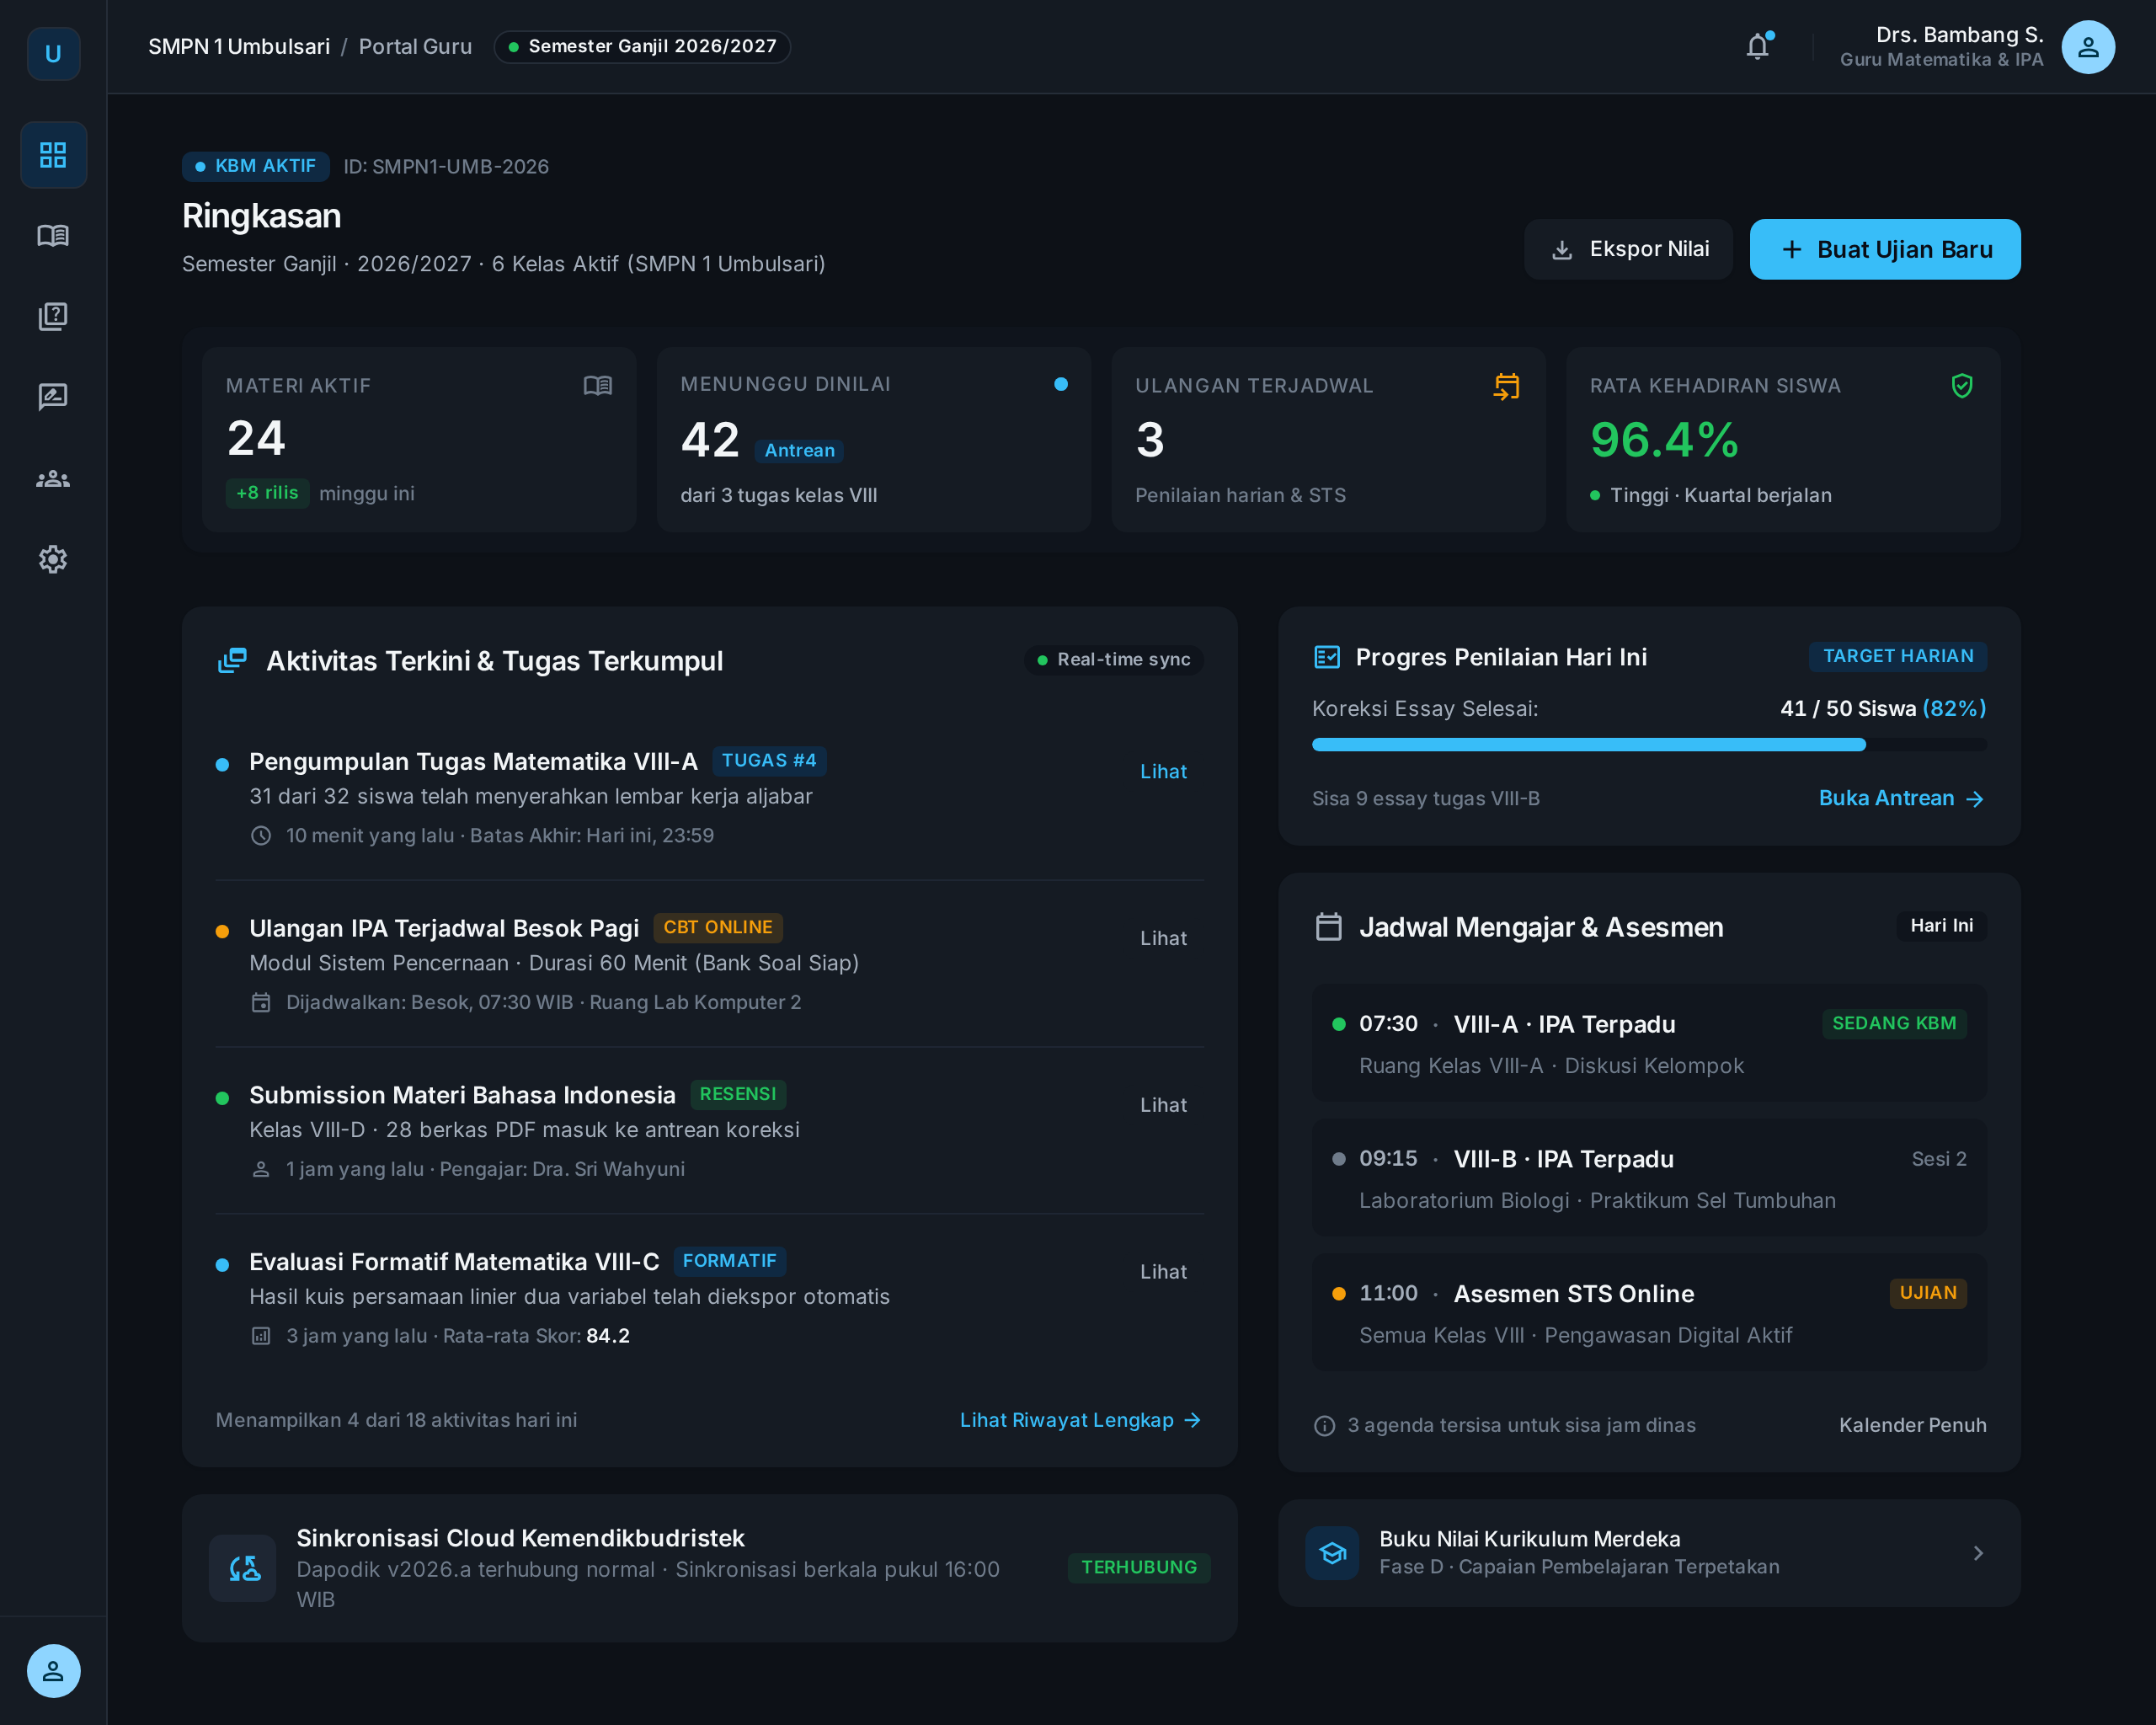 U
SMPN 1 Umbulsari / Portal Guru
Semester Ganjil 2026/2027
Drs. Bambang S.
Guru Matematika & IPA
KBM AKTIF
ID: SMPN1-UMB-2026
Ringkasan
Semester Ganjil · 2026/2027 · 6 Kelas Aktif (SMPN 1 Umbulsari)
Ekspor Nilai
Buat Ujian Baru
MATERI AKTIF
24
+8 rilis minggu ini
MENUNGGU DINILAI
42 Antrean
dari 3 tugas kelas VIII
ULANGAN TERJADWAL
3
Penilaian harian & STS
RATA KEHADIRAN SISWA
96.4%
Tinggi · Kuartal berjalan
Aktivitas Terkini & Tugas Terkumpul
Real-time sync
Pengumpulan Tugas Matematika VIII-A TUGAS #4
Lihat
31 dari 32 siswa telah menyerahkan lembar kerja aljabar
10 menit yang lalu · Batas Akhir: Hari ini, 23:59
Ulangan IPA Terjadwal Besok Pagi CBT ONLINE
Lihat
Modul Sistem Pencernaan · Durasi 60 Menit (Bank Soal Siap)
Dijadwalkan: Besok, 07:30 WIB · Ruang Lab Komputer 2
Submission Materi Bahasa Indonesia RESENSI
Lihat
Kelas VIII-D · 28 berkas PDF masuk ke antrean koreksi
1 jam yang lalu · Pengajar: Dra. Sri Wahyuni
Evaluasi Formatif Matematika VIII-C FORMATIF
Lihat
Hasil kuis persamaan linier dua variabel telah diekspor otomatis
3 jam yang lalu · Rata-rata Skor: 84.2
Menampilkan 4 dari 18 aktivitas hari ini
Lihat Riwayat Lengkap →
Sinkronisasi Cloud Kemendikbudristek
Dapodik v2026.a terhubung normal · Sinkronisasi berkala pukul 16:00
WIB
TERHUBUNG
Progres Penilaian Hari Ini
TARGET HARIAN
Koreksi Essay Selesai:
41 / 50 Siswa (82%)
Sisa 9 essay tugas VIII-B
Buka Antrean →
Jadwal Mengajar & Asesmen
Hari Ini
07:30 · VIII-A · IPA Terpadu
SEDANG KBM
Ruang Kelas VIII-A · Diskusi Kelompok
09:15 · VIII-B · IPA Terpadu
Sesi 2
Laboratorium Biologi · Praktikum Sel Tumbuhan
11:00 · Asesmen STS Online
UJIAN
Semua Kelas VIII · Pengawasan Digital Aktif
3 agenda tersisa untuk sisa jam dinas
Kalender Penuh
Buku Nilai Kurikulum Merdeka
Fase D · Capaian Pembelajaran Terpetakan